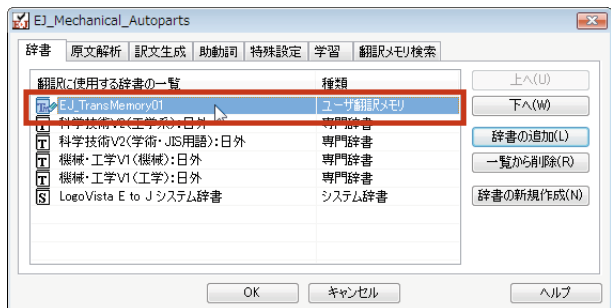 EJ_Mechanical_Autoparts
辞書 原文解析 訳文生成 助動詞 特殊設定 学習 翻訳メモリ検索
翻訳に使用する辞書の一覧 種類
EJ_TransMemory01 ユーザ翻訳メモリ
科学技術V2(工学系):日外 専門辞書
科学技術V2(学術・JIS用語):日外 専門辞書
機械・工学V1(機械):日外 専門辞書
機械・工学V1(工学):日外 専門辞書
LogoVista E to J システム辞書 システム辞書
上へ(U)
下へ(W)
辞書の追加(L)
一覧から削除(R)
辞書の新規作成(N)
OK キャンセル ヘルプ